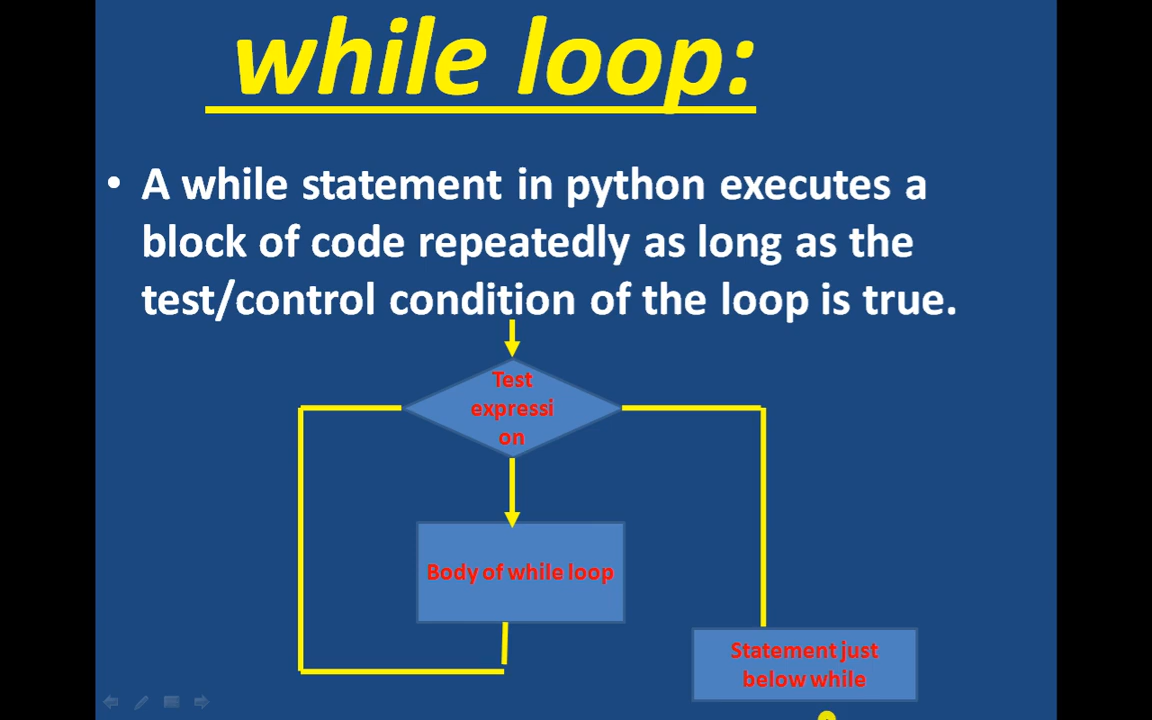 while loop:
• A while statement in python executes a
block of code repeatedly as long as the
test/control condition of the loop is true.
Test
expressi
on
Body of while loop
Statement just
below while